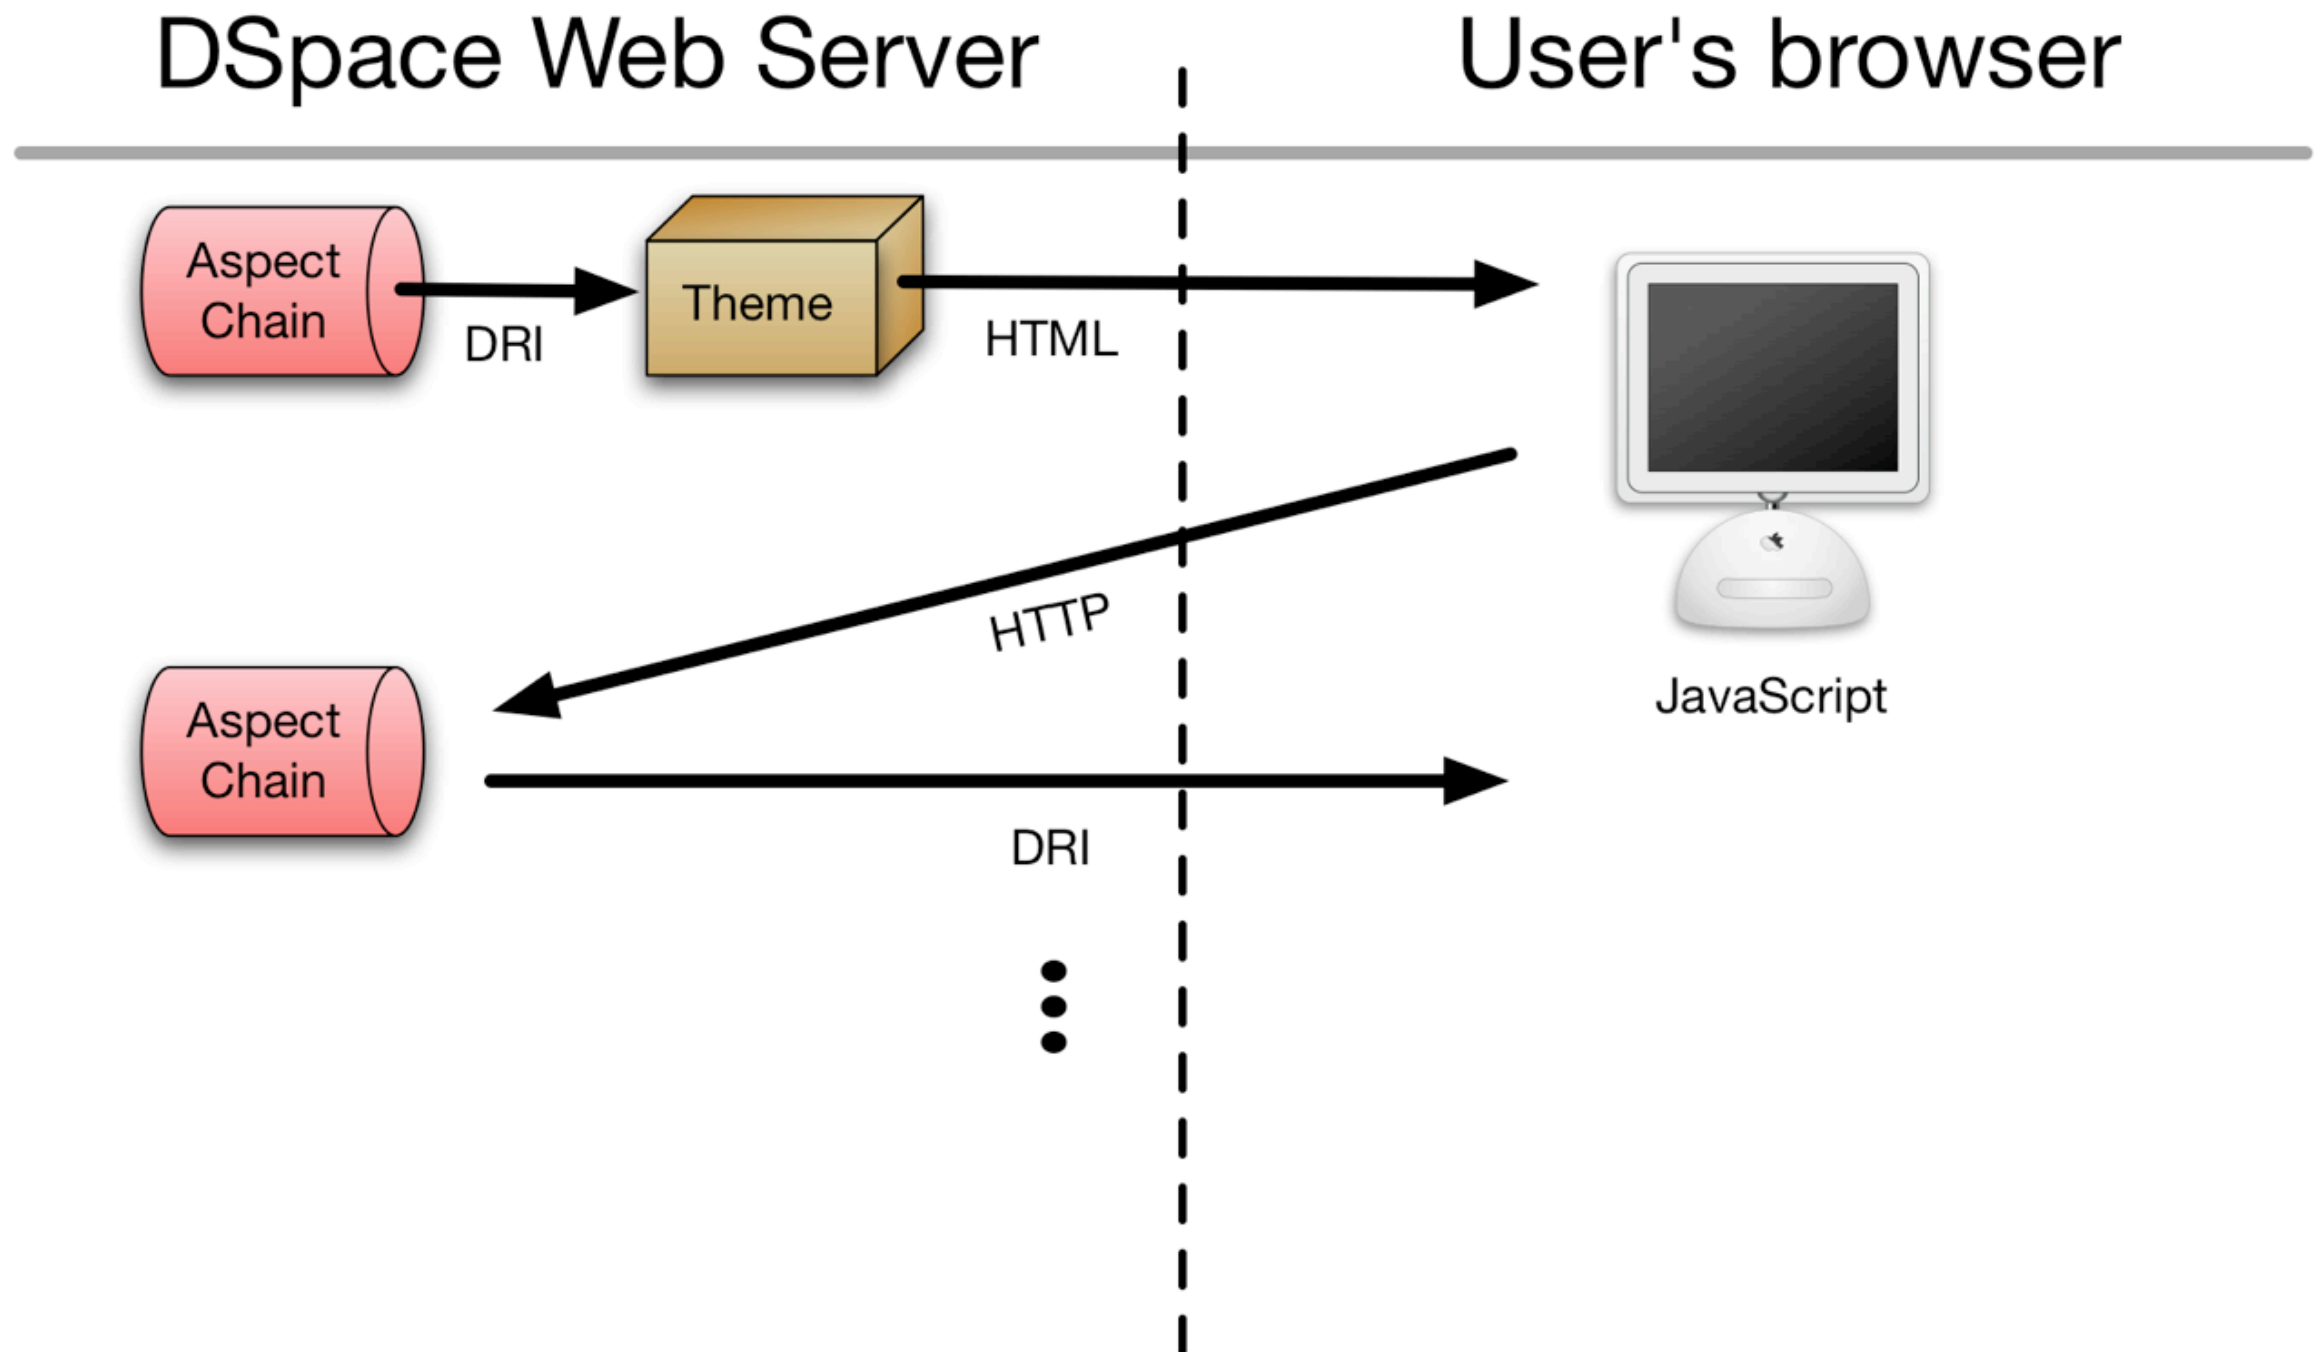 DSpace Web Server
User's browser
Aspect
Chain
DRI
Theme
HTML
HTTP
JavaScript
Aspect
Chain
DRI